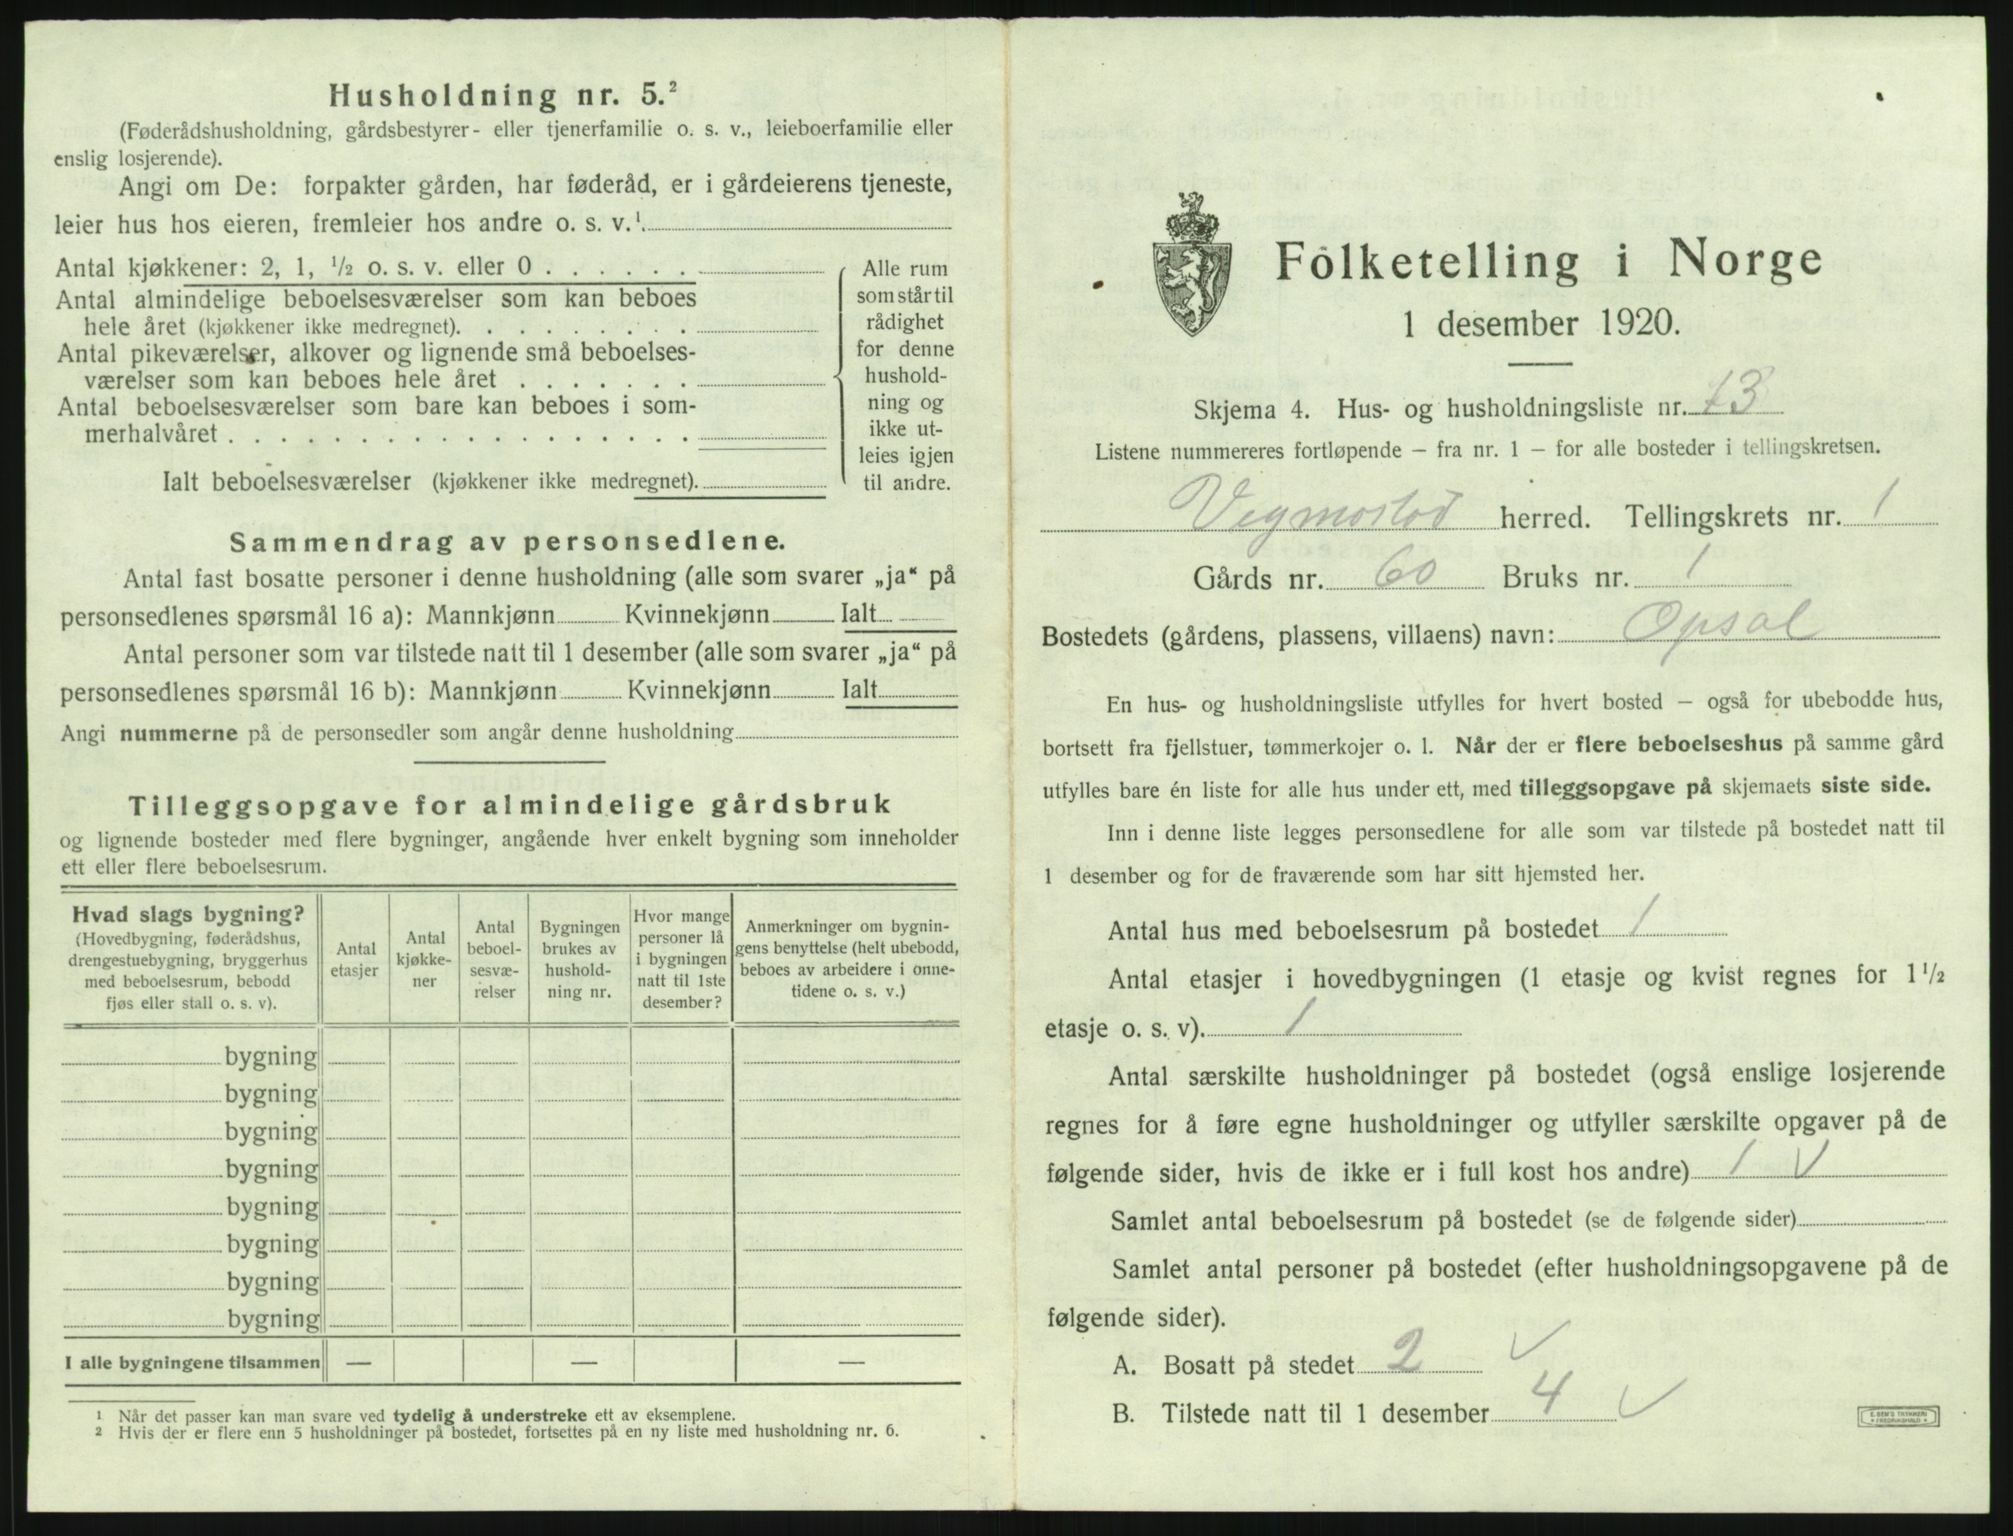 Husholdning nr. 5.²
(Føderådshusholdning, gårdsbestyrer- eller tjenerfamilie o. s. v., leieboerfamilie eller
enslig losjerende).
Angi om De: forpakter gården, har føderåd, er i gårdeierens tjeneste,
leier hus hos eieren, fremleier hos andre o. s. v.¹
Antal kjøkkener: 2, 1, ½ o. s. v. eller 0 . . . . . .
Antal almindelige beboelsesværelser som kan beboes
hele året (kjøkkener ikke medregnet). . . . . . . . .
Antal pikeværelser, alkover og lignende små beboelses-
værelser som kan beboes hele året . . . . . . .
Antal beboelsesværelser som bare kan beboes i som-
merhalvåret . . . . . . . . . . . . . . . . . .
Ialt beboelsesværelser (kjøkkener ikke medregnet).
Alle rum
som står til
rådighet
for denne
hushold-
ning og
ikke ut-
leies igjen
til andre.
Sammendrag av personsedlene.
Antal fast bosatte personer i denne husholdning (alle som svarer „ja“ på
personsedlenes spørsmål 16 a): Mannkjønn Kvinnekjønn Ialt
Antal personer som var tilstede natt til 1 desember (alle som svarer „ja“ på
personsedlenes spørsmål 16 b): Mannkjønn Kvinnekjønn Ialt
Angi nummerne på de personsedler som angår denne husholdning
Tilleggsopgave for almindelige gårdsbruk
og lignende bosteder med flere bygninger, angående hver enkelt bygning som inneholder
ett eller flere beboelsesrum.
Hvad slags bygning?
(Hovedbygning, føderådshus,
drengestuebygning, bryggerhus
med beboelsesrum, bebodd
fjøs eller stall o. s. v).
Antal
etasjer
Antal
kjøkke-
ner
Antal
beboel-
sesvæ-
relser
Bygningen
brukes av
hushold-
ning nr.
Hvor mange
personer lå
i bygningen
natt til 1ste
desember?
Anmerkninger om bygnin-
gens benyttelse (helt ubebodd,
beboes av arbeidere i onne-
tidene o. s. v.)
bygning
bygning
bygning
bygning
bygning
bygning
bygning
bygning
I alle bygningene tilsammen — — —
¹ Når det passer kan man svare ved tydelig å understreke ett av eksemplene.
² Hvis der er flere enn 5 husholdninger på bostedet, fortsettes på en ny liste med husholdning nr. 6.
Folketelling i Norge
1 desember 1920.
Skjema 4. Hus- og husholdningsliste nr. 73
Listene nummereres fortløpende – fra nr. 1 – for alle bosteder i tellingskretsen.
Vigmostad herred. Tellingskrets nr. 1
Gårds nr. 60 Bruks nr. 1
Bostedets (gårdens, plassens, villaens) navn: Opsal
En hus- og husholdningsliste utfylles for hvert bosted – også for ubebodde hus,
bortsett fra fjellstuer, tømmerkojer o. l. Når der er flere beboelseshus på samme gård
utfylles bare én liste for alle hus under ett, med tilleggsopgave på skjemaets siste side.
Inn i denne liste legges personsedlene for alle som var tilstede på bostedet natt til
1 desember og for de fraværende som har sitt hjemsted her.
Antal hus med beboelsesrum på bostedet 1
Antal etasjer i hovedbygningen (1 etasje og kvist regnes for 1½
etasje o. s. v). 1
Antal særskilte husholdninger på bostedet (også enslige losjerende
regnes for å føre egne husholdninger og utfyller særskilte opgaver på de
følgende sider, hvis de ikke er i full kost hos andre) 1 √
Samlet antal beboelsesrum på bostedet (se de følgende sider)
Samlet antal personer på bostedet (efter husholdningsopgavene på de
følgende sider).
A. Bosatt på stedet 2 √
B. Tilstede natt til 1 desember 4 √
E. SEM'S TRYKKERI
FREDRIKSHALD